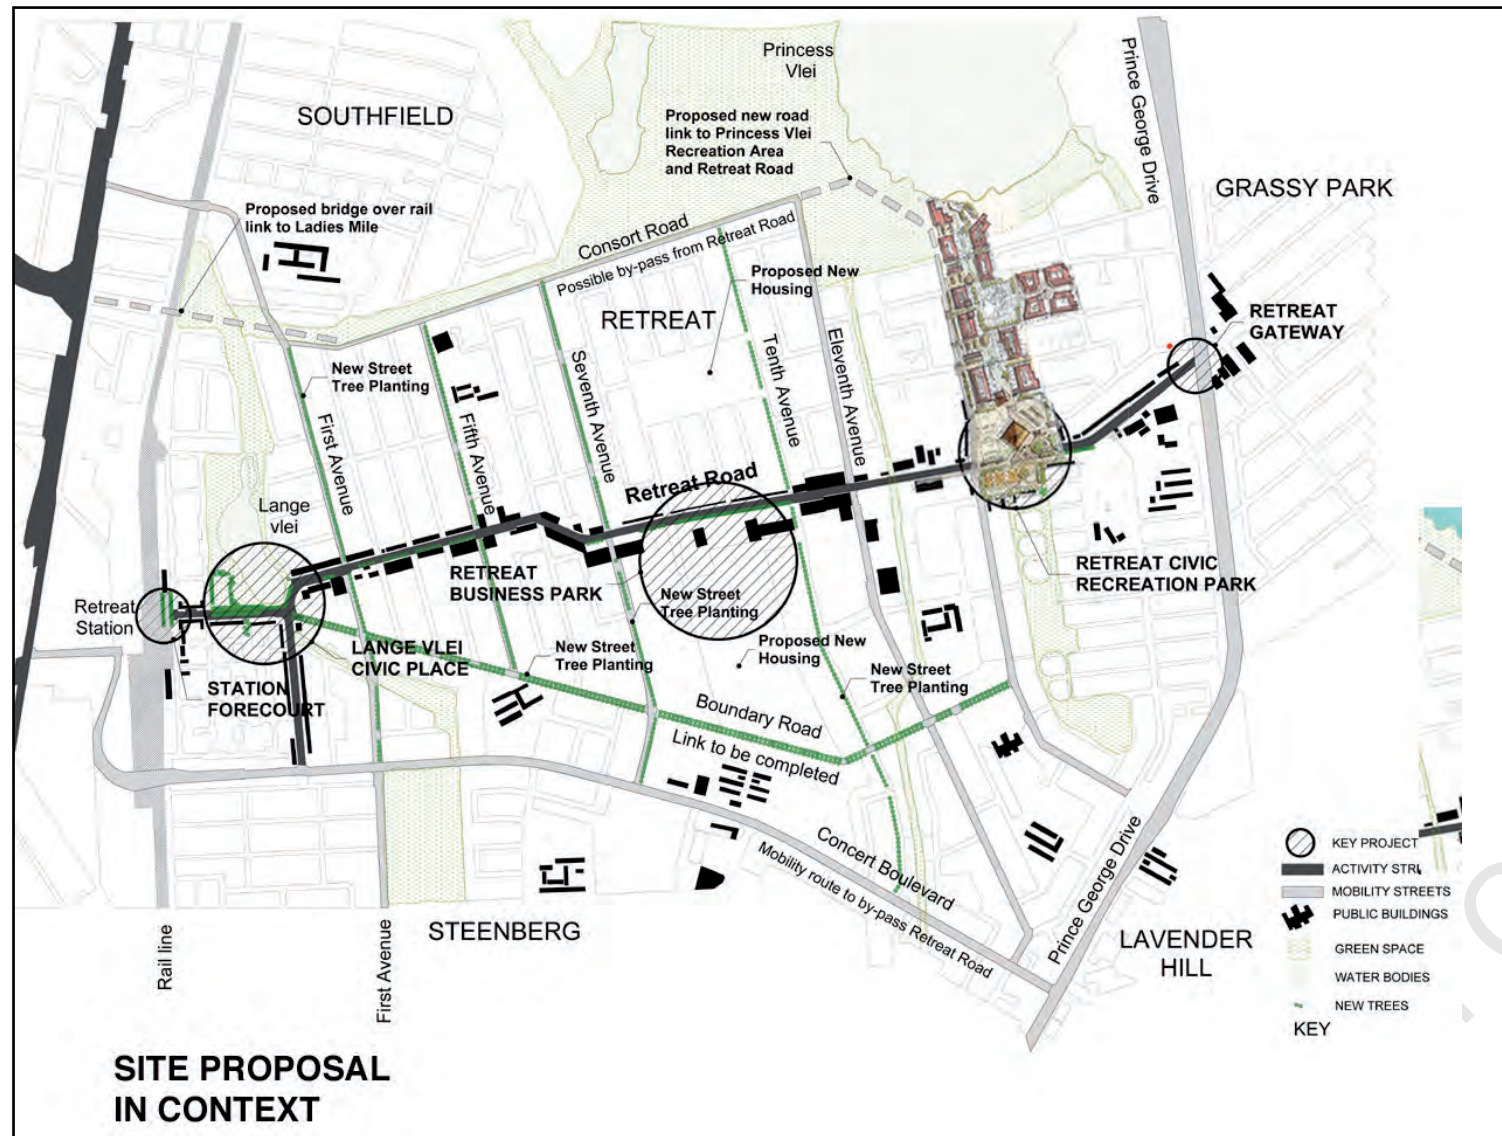 Princess
Vlei
Prince George Drive
SOUTHFIELD
Proposed new road
link to Princess Vlei
Recreation Area
and Retreat Road
GRASSY PARK
Proposed bridge over rail
link to Ladies Mile
Consort Road
Possible by-pass from Retreat Road
Prince George Drive
Proposed New
Housing
RETREAT
RETREAT
GATEWAY
New Street
Tree Planting
First Avenue
Fifth Avenue
Seventh Avenue
Tenth Avenue
Eleventh Avenue
Retreat Road
Lange
vlei
RETREAT
BUSINESS PARK
RETREAT CIVIC
RECREATION PARK
Retreat
Station
New Street
Tree Planting
LANGE VLEI
CIVIC PLACE
New Street
Tree Planting
Proposed New
Housing
New Street
Tree Planting
STATION
FORECOURT
Boundary Road
Link to be completed
Concert Boulevard
Mobility route to by-pass Retreat Road
Prince George Drive
STEENBERG
LAVENDER
HILL
Rail line
First Avenue
KEY PROJECT
ACTIVITY STRI
MOBILITY STREETS
PUBLIC BUILDINGS
GREEN SPACE
WATER BODIES
NEW TREES
KEY
SITE PROPOSAL
IN CONTEXT